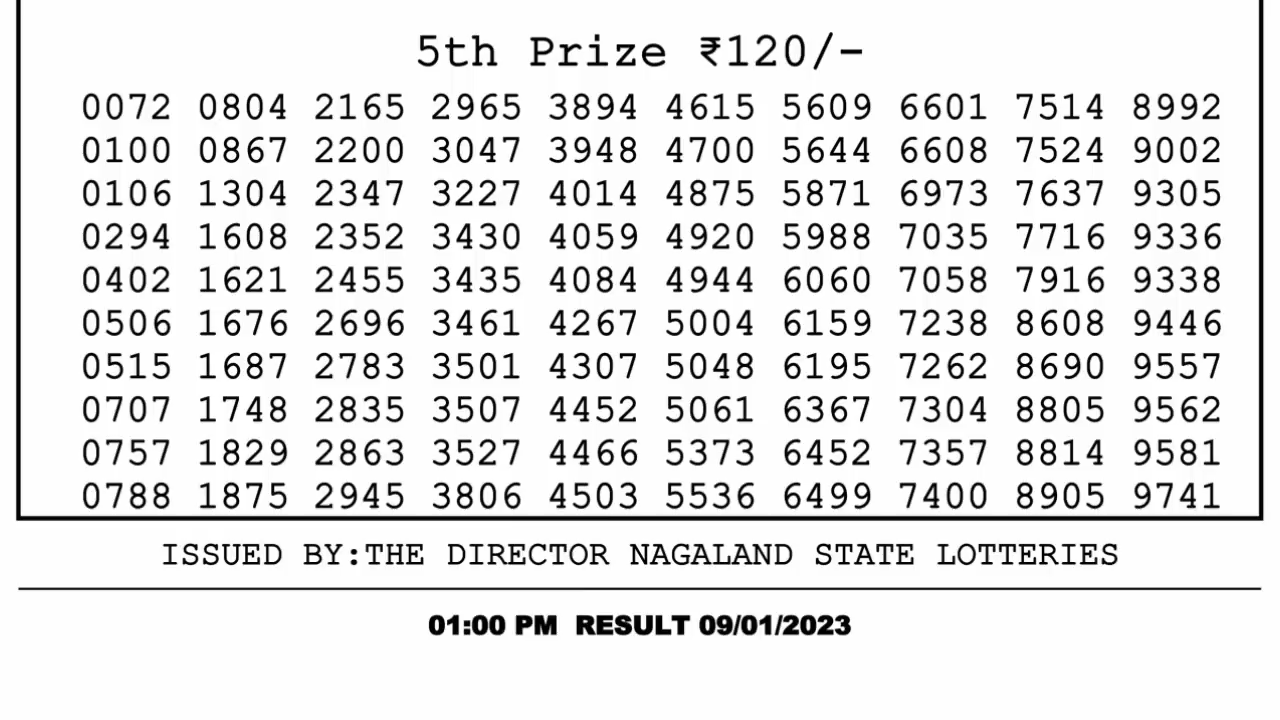 5th Prize ₹120/-
0072 0804 2165 2965 3894 4615 5609 6601 7514 8992
0100 0867 2200 3047 3948 4700 5644 6608 7524 9002
0106 1304 2347 3227 4014 4875 5871 6973 7637 9305
0294 1608 2352 3430 4059 4920 5988 7035 7716 9336
0402 1621 2455 3435 4084 4944 6060 7058 7916 9338
0506 1676 2696 3461 4267 5004 6159 7238 8608 9446
0515 1687 2783 3501 4307 5048 6195 7262 8690 9557
0707 1748 2835 3507 4452 5061 6367 7304 8805 9562
0757 1829 2863 3527 4466 5373 6452 7357 8814 9581
0788 1875 2945 3806 4503 5536 6499 7400 8905 9741
ISSUED BY:THE DIRECTOR NAGALAND STATE LOTTERIES
01:00 PM RESULT 09/01/2023